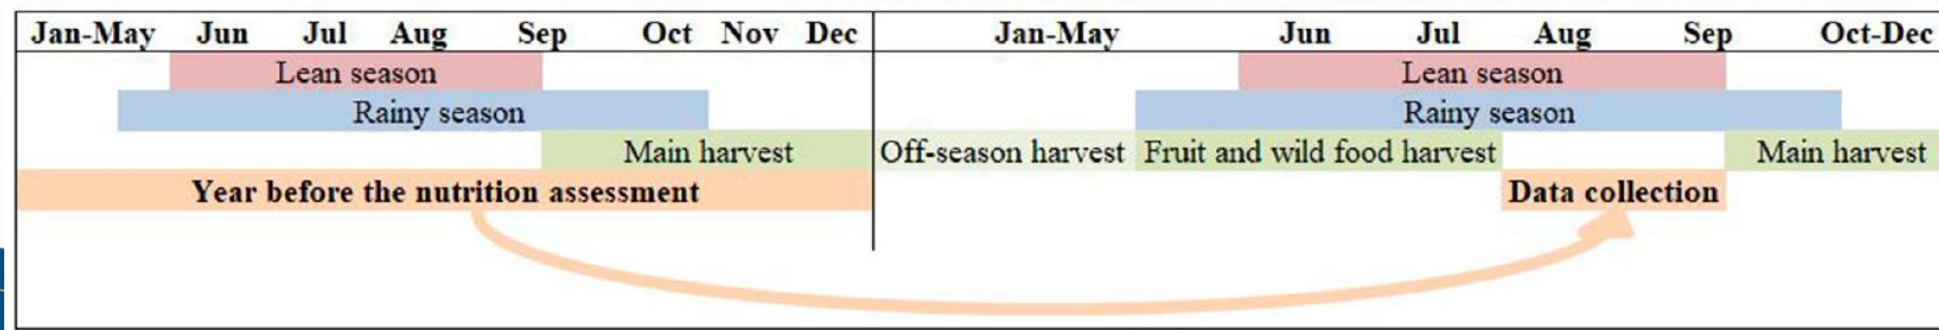 Jan-May Jun Jul Aug Sep Oct Nov Dec Jan-May Jun Jul Aug Sep Oct-Dec
Lean season Lean season
Rainy season Rainy season
Main harvest Off-season harvest Fruit and wild food harvest Main harvest
Year before the nutrition assessment Data collection